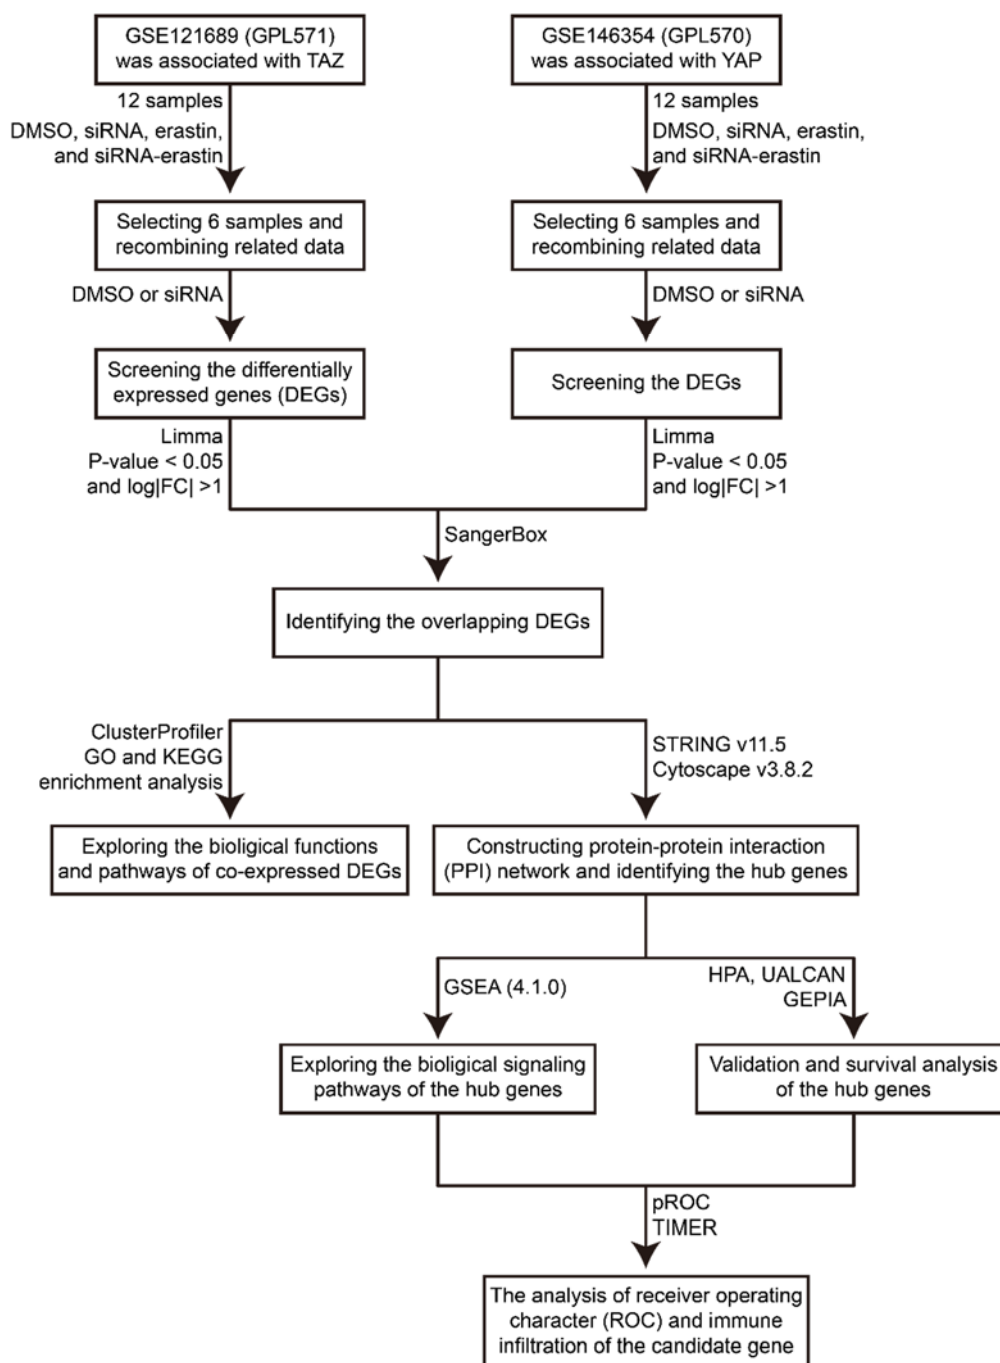 GSE121689 (GPL571)
was associated with TAZ
GSE146354 (GPL570)
was associated with YAP
12 samples
DMSO, siRNA, erastin,
and siRNA-erastin
12 samples
DMSO, siRNA, erastin,
and siRNA-erastin
Selecting 6 samples and
recombining related data
Selecting 6 samples and
recombining related data
DMSO or siRNA
DMSO or siRNA
Screening the differentially
expressed genes (DEGs)
Screening the DEGs
Limma
P-value < 0.05
and log|FC| >1
Limma
P-value < 0.05
and log|FC| >1
SangerBox
Identifying the overlapping DEGs
ClusterProfiler
GO and KEGG
enrichment analysis
STRING v11.5
Cytoscape v3.8.2
Exploring the bioligical functions
and pathways of co-expressed DEGs
Constructing protein-protein interaction
(PPI) network and identifying the hub genes
GSEA (4.1.0)
HPA, UALCAN
GEPIA
Exploring the bioligical signaling
pathways of the hub genes
Validation and survival analysis
of the hub genes
pROC
TIMER
The analysis of receiver operating
character (ROC) and immune
infiltration of the candidate gene